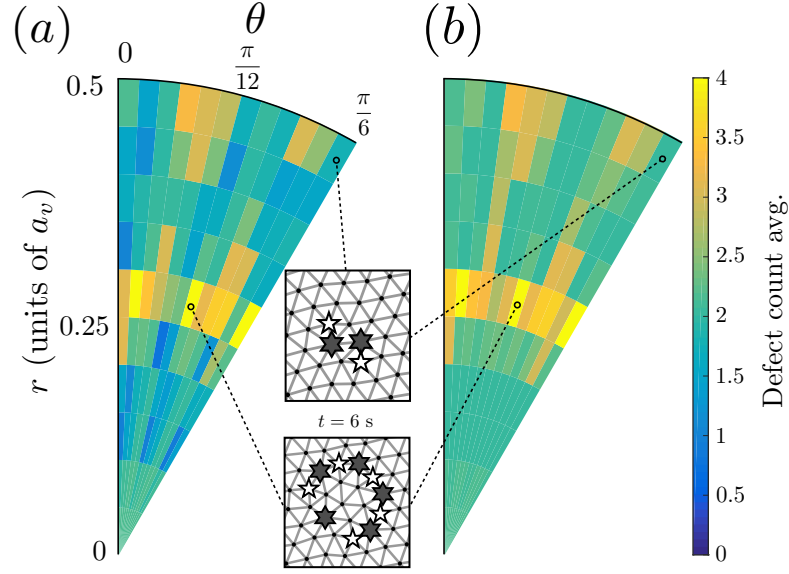 (a)
θ
(b)
0
π/12
π/6
0.5
0.25
0
r (units of a_v)
t = 6 s
4
3.5
3
2.5
2
1.5
1
0.5
0
Defect count avg.